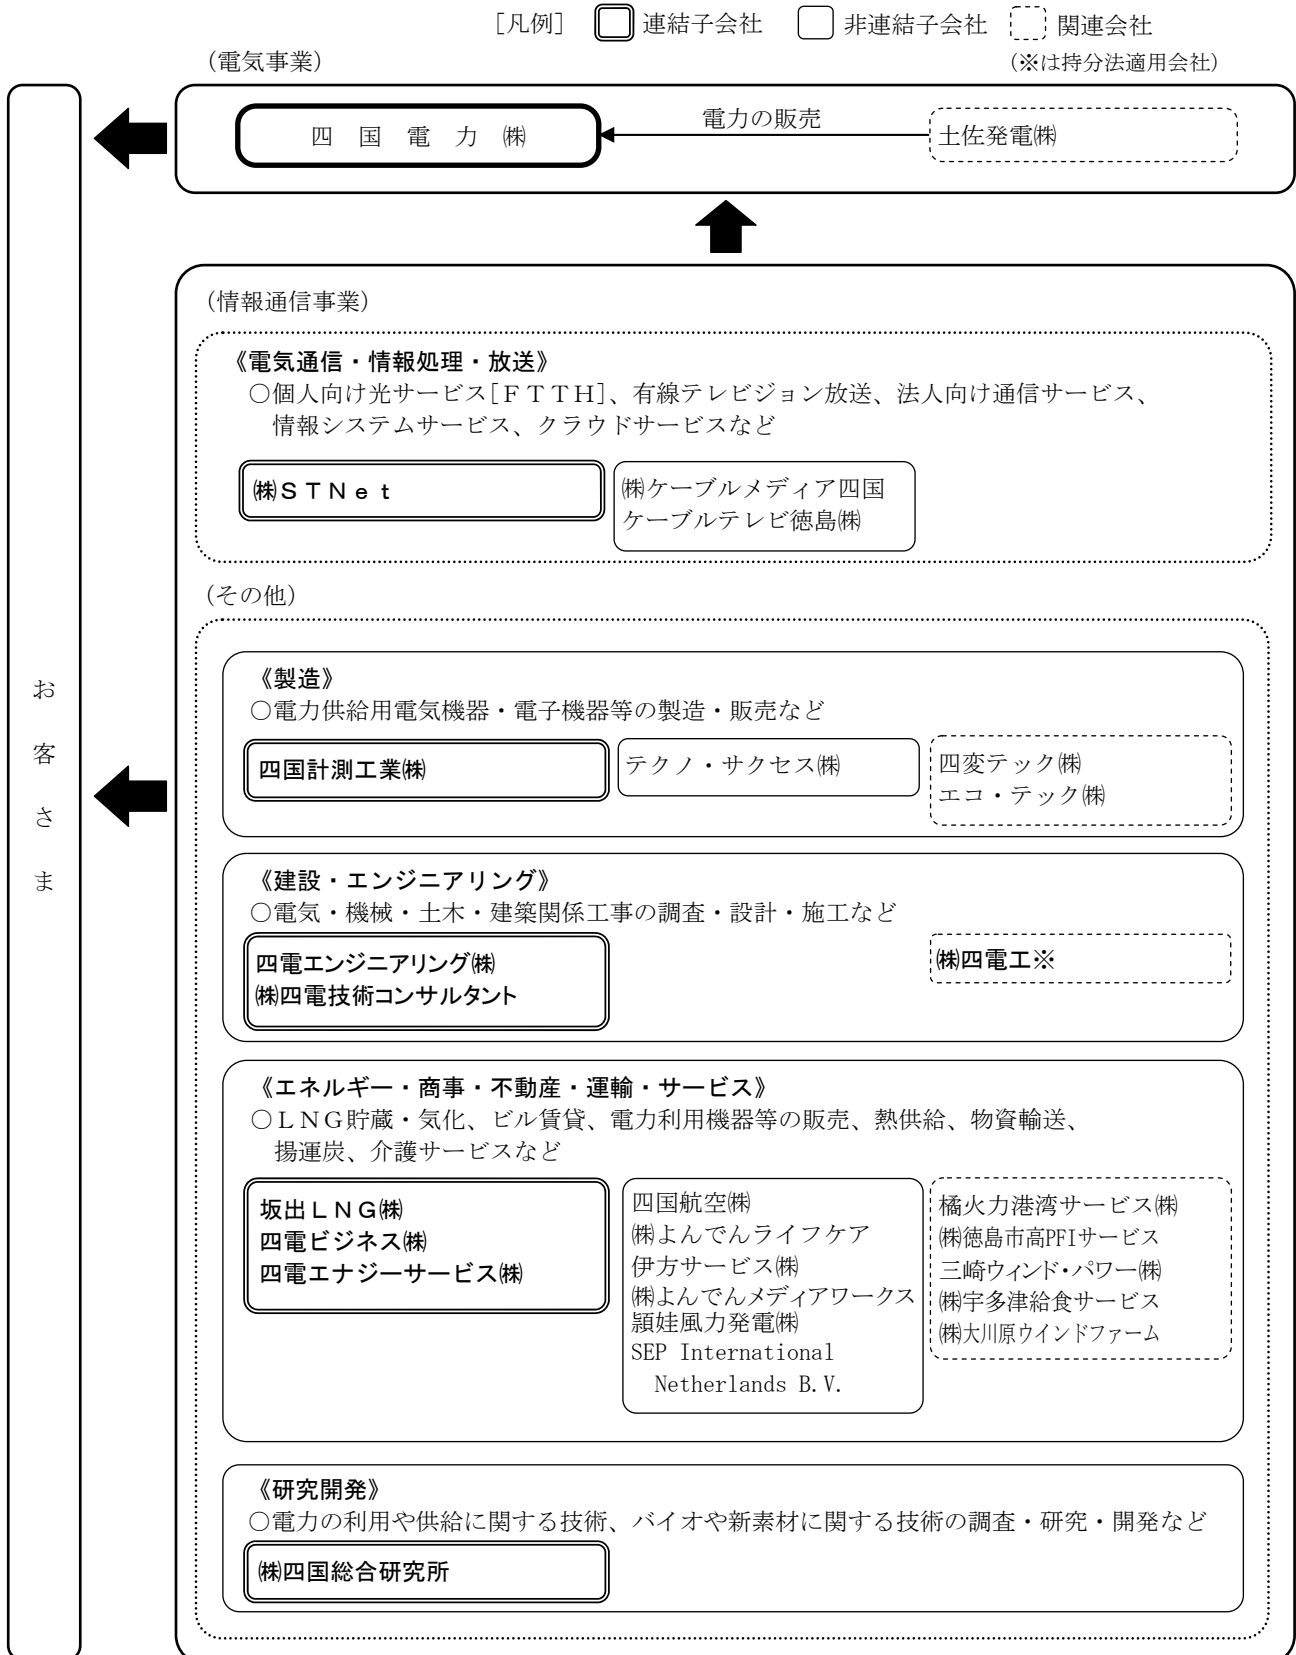 [凡例] 連結子会社 非連結子会社 関連会社
(電気事業) (※は持分法適用会社)
四国電力㈱ 電力の販売 土佐発電㈱
(情報通信事業)
《電気通信・情報処理・放送》
○個人向け光サービス[FTTH]、有線テレビジョン放送、法人向け通信サービス、
情報システムサービス、クラウドサービスなど
㈱STNet
㈱ケーブルメディア四国
ケーブルテレビ徳島㈱
(その他)
《製造》
○電力供給用電気機器・電子機器等の製造・販売など
四国計測工業㈱
テクノ・サクセス㈱
四変テック㈱
エコ・テック㈱
《建設・エンジニアリング》
○電気・機械・土木・建築関係工事の調査・設計・施工など
四電エンジニアリング㈱
㈱四電技術コンサルタント
㈱四電工※
《エネルギー・商事・不動産・運輸・サービス》
○LNG貯蔵・気化、ビル賃貸、電力利用機器等の販売、熱供給、物資輸送、
揚運炭、介護サービスなど
坂出LNG㈱
四電ビジネス㈱
四電エナジーサービス㈱
四国航空㈱
㈱よんでんライフケア
伊方サービス㈱
㈱よんでんメディアワークス
頴娃風力発電㈱
SEP International
Netherlands B.V.
橘火力港湾サービス㈱
㈱徳島市高PFIサービス
三崎ウィンド・パワー㈱
㈱宇多津給食サービス
㈱大川原ウインドファーム
《研究開発》
○電力の利用や供給に関する技術、バイオや新素材に関する技術の調査・研究・開発など
㈱四国総合研究所
お客さま